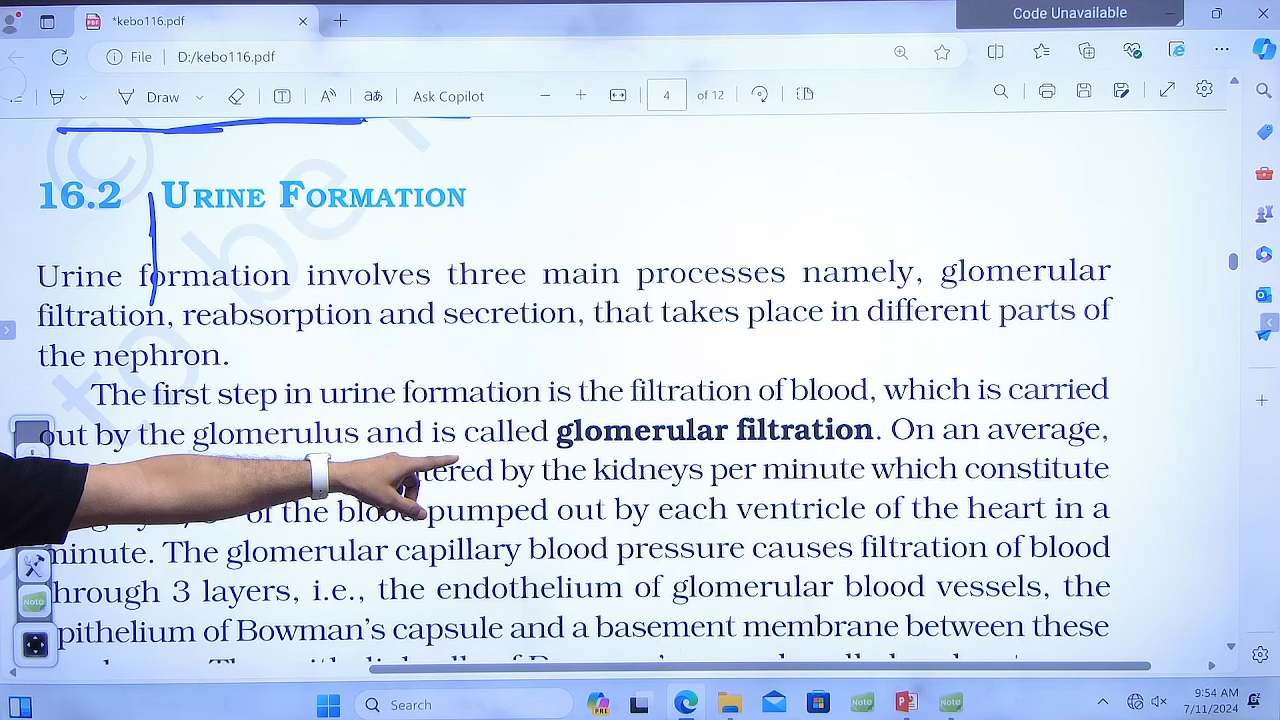 *kebo116.pdf
Code Unavailable
File D:/kebo116.pdf
Draw
Ask Copilot
4 of 12
16.2 URINE FORMATION
Urine formation involves three main processes namely, glomerular
filtration, reabsorption and secretion, that takes place in different parts of
the nephron.
The first step in urine formation is the filtration of blood, which is carried
out by the glomerulus and is called glomerular filtration. On an average,
by the kidneys per minute which constitute
of the blood pumped out by each ventricle of the heart in a
minute. The glomerular capillary blood pressure causes filtration of blood
through 3 layers, i.e., the endothelium of glomerular blood vessels, the
epithelium of Bowman's capsule and a basement membrane between these
to be
Note
Search
PRE
Note
Note
9:54 AM
7/11/2024